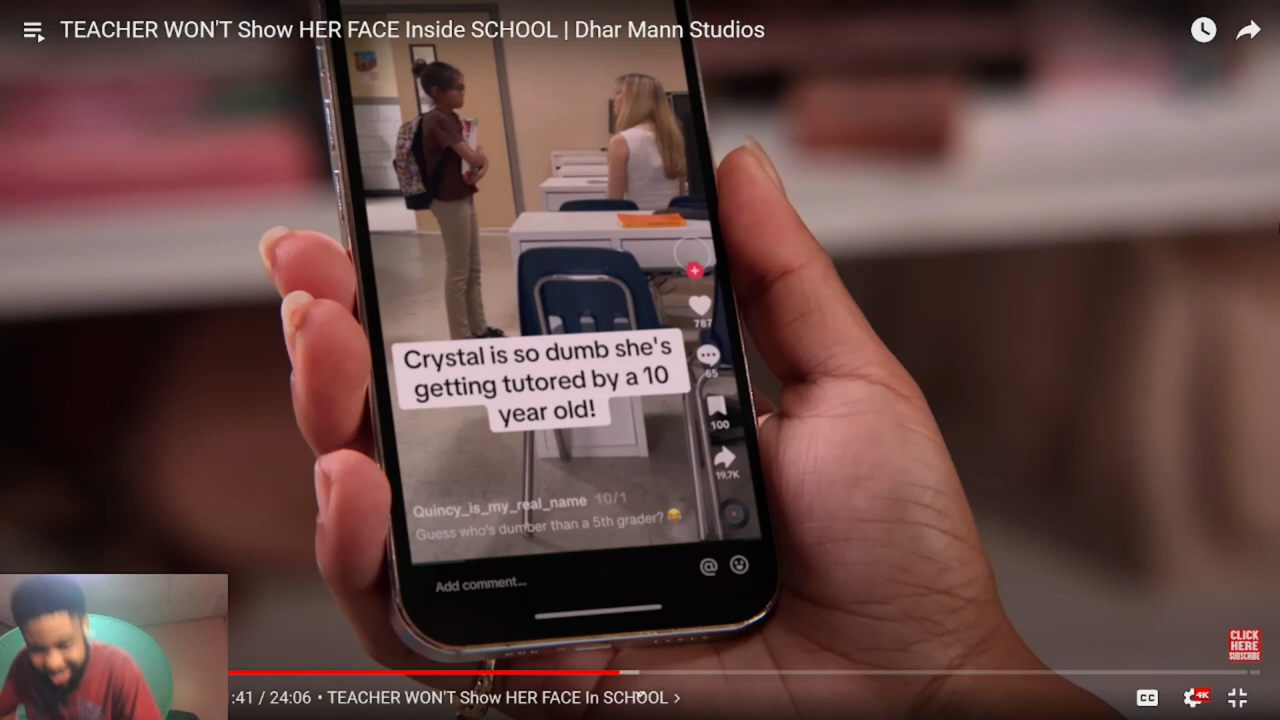 TEACHER WON'T Show HER FACE Inside SCHOOL | Dhar Mann Studios
787
65
100
19.7K
Crystal is so dumb she's
getting tutored by a 10
year old!
Quincy_is_my_real_name 10/1
Guess who's dumber than a 5th grader? 😂
Add comment...
@
CLICK
HERE
SUBSCRIBE
:41 / 24:06 • TEACHER WON'T Show HER FACE In SCHOOL >
CC
4K